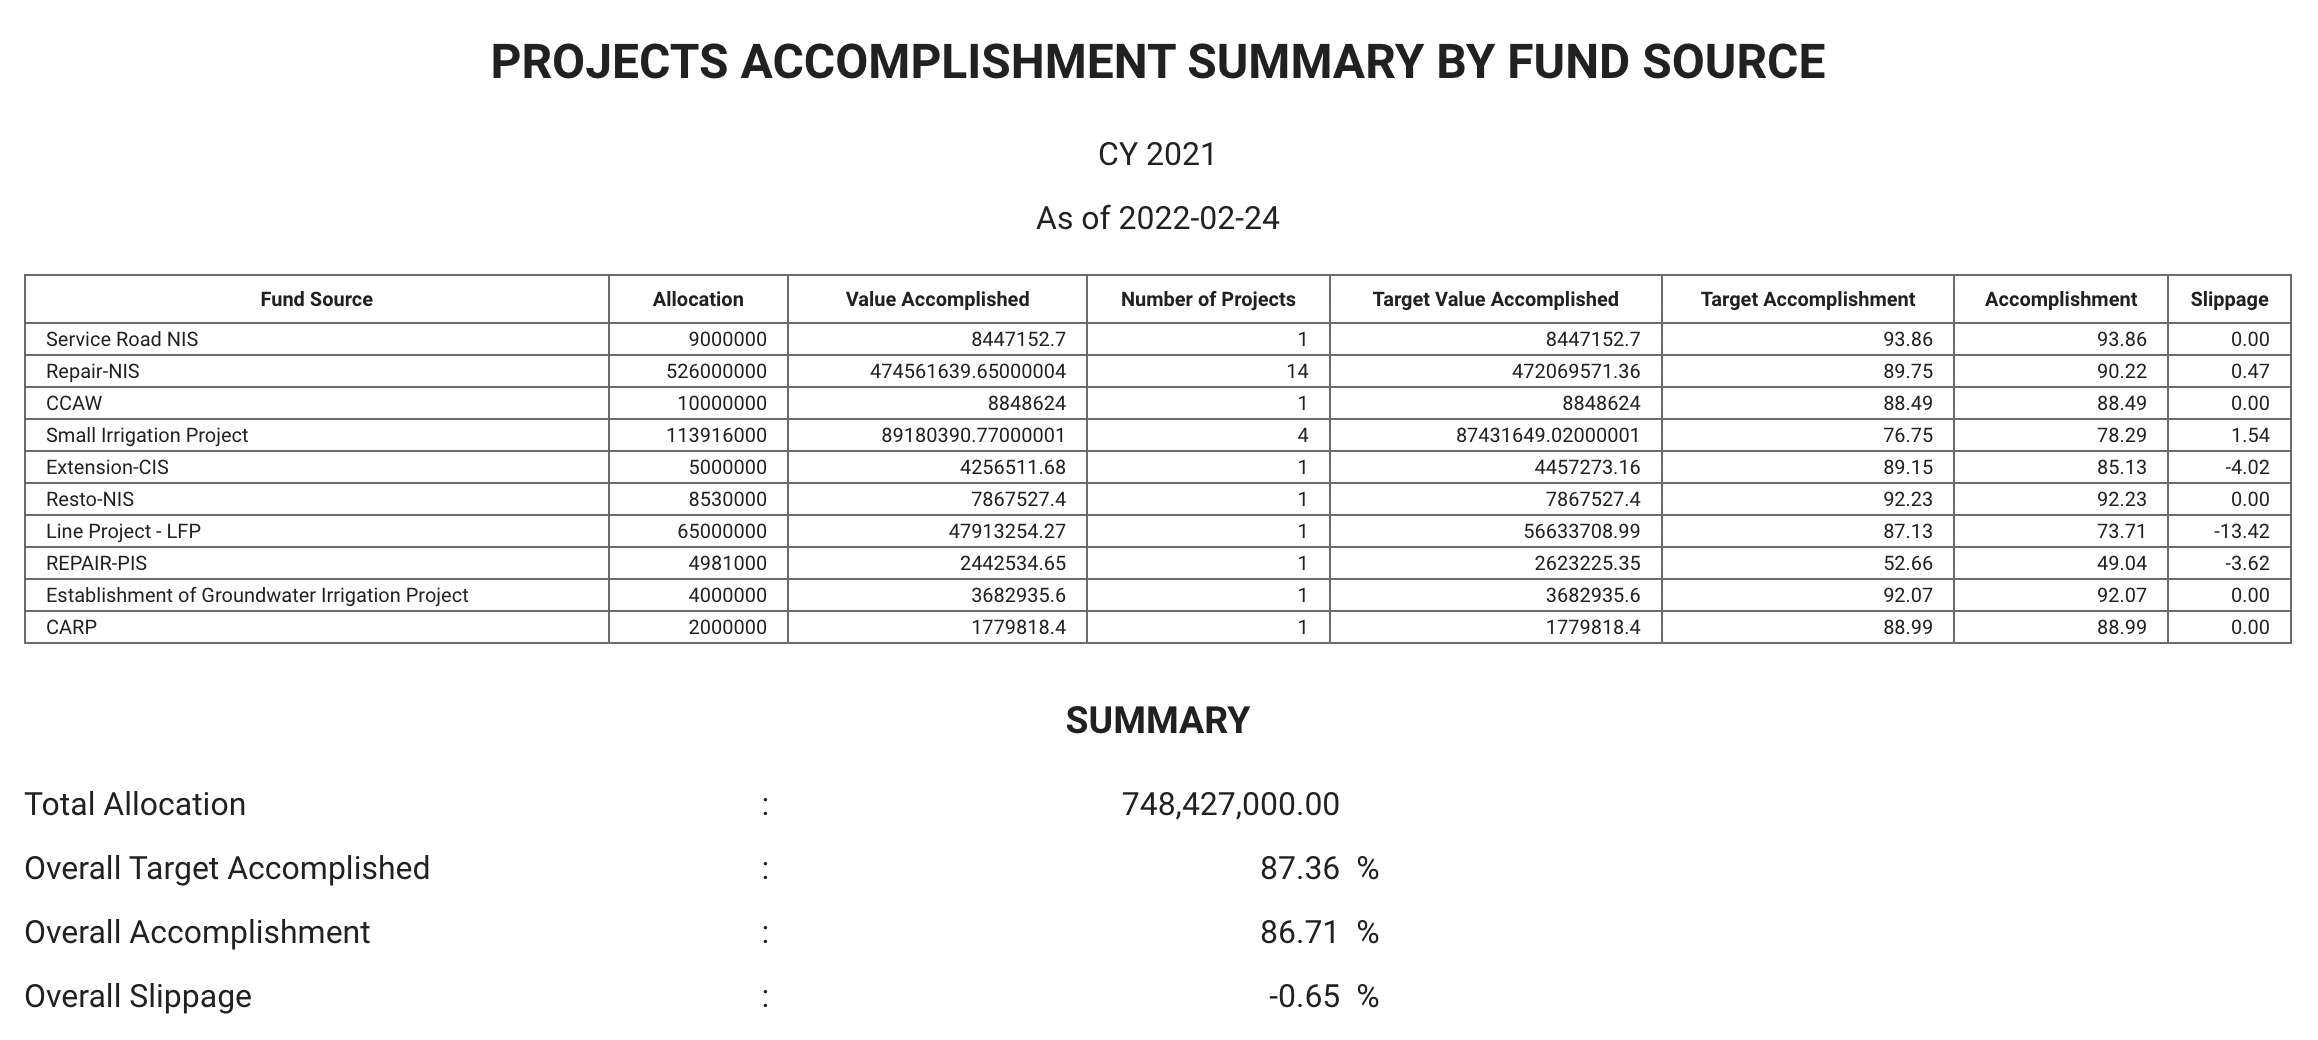 PROJECTS ACCOMPLISHMENT SUMMARY BY FUND SOURCE
CY 2021
As of 2022-02-24
Fund Source Allocation Value Accomplished Number of Projects Target Value Accomplished Target Accomplishment Accomplishment Slippage
Service Road NIS 9000000 8447152.7 1 8447152.7 93.86 93.86 0.00
Repair-NIS 526000000 474561639.65000004 14 472069571.36 89.75 90.22 0.47
CCAW 10000000 8848624 1 8848624 88.49 88.49 0.00
Small Irrigation Project 113916000 89180390.77000001 4 87431649.02000001 76.75 78.29 1.54
Extension-CIS 5000000 4256511.68 1 4457273.16 89.15 85.13 -4.02
Resto-NIS 8530000 7867527.4 1 7867527.4 92.23 92.23 0.00
Line Project - LFP 65000000 47913254.27 1 56633708.99 87.13 73.71 -13.42
REPAIR-PIS 4981000 2442534.65 1 2623225.35 52.66 49.04 -3.62
Establishment of Groundwater Irrigation Project 4000000 3682935.6 1 3682935.6 92.07 92.07 0.00
CARP 2000000 1779818.4 1 1779818.4 88.99 88.99 0.00
SUMMARY
Total Allocation : 748,427,000.00
Overall Target Accomplished : 87.36 %
Overall Accomplishment : 86.71 %
Overall Slippage : -0.65 %